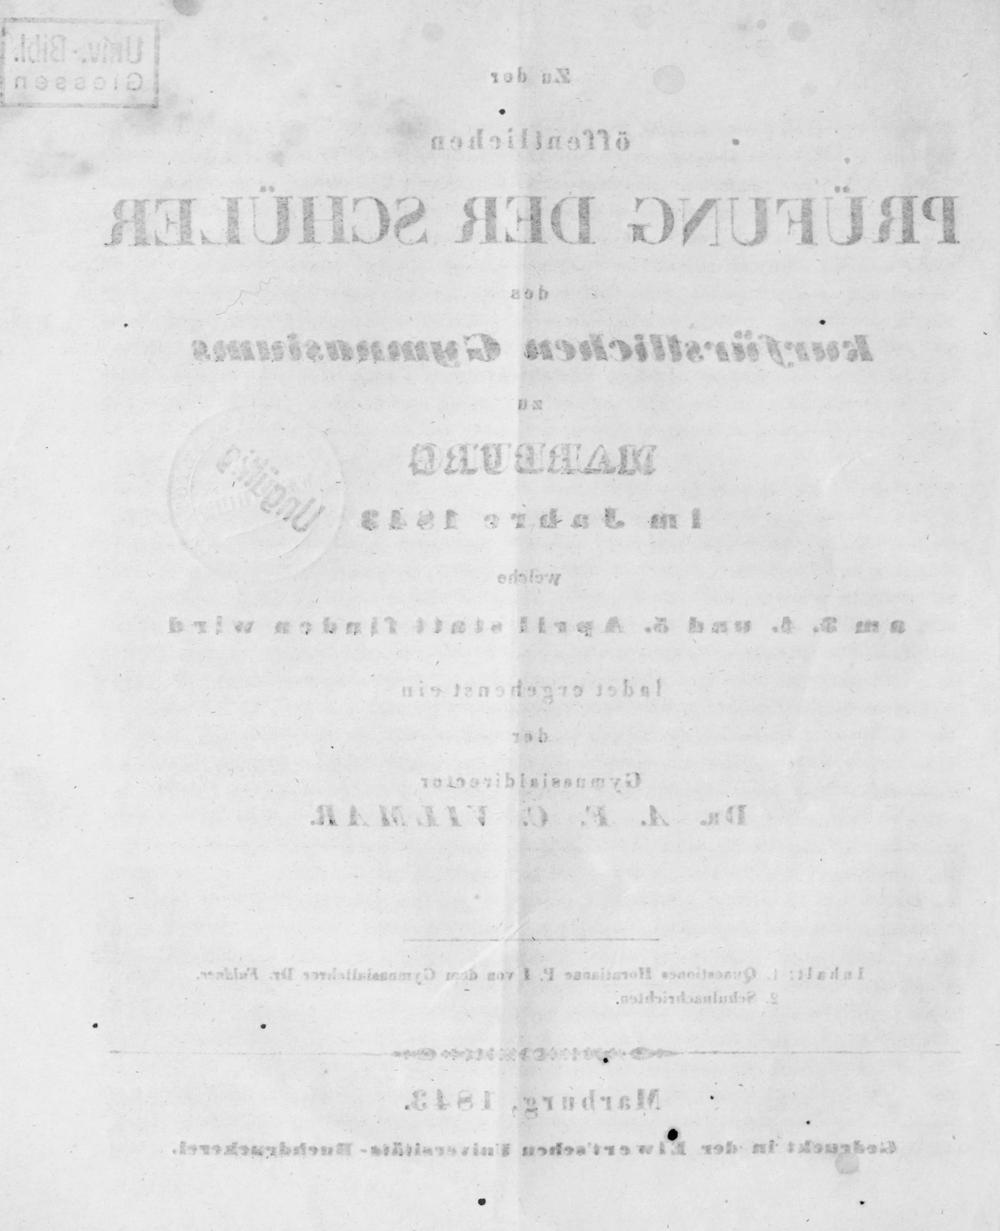 Univ.-Bibl.
Giessen
Zu der
öffentlichen
PRÜFUNG DER SCHÜLER
des
kurfürstlichen Gymnasiums
zu
MARBURG
Ungültig
im Jahre 1843
welche
am 3. 4. und 5. April statt finden wird
ladet ergebenst ein
der
Gymnasialdirector
Dr. A. F. C. VILMAR.
Inhalt: 1. Quaestiones Horatianae P. I von dem Gymnasiallehrer Dr. Fuldner.
2. Schulnachrichten.
Marburg, 1843.
Gedruckt in der Elwert'schen Universitäts-Buchdruckerei.